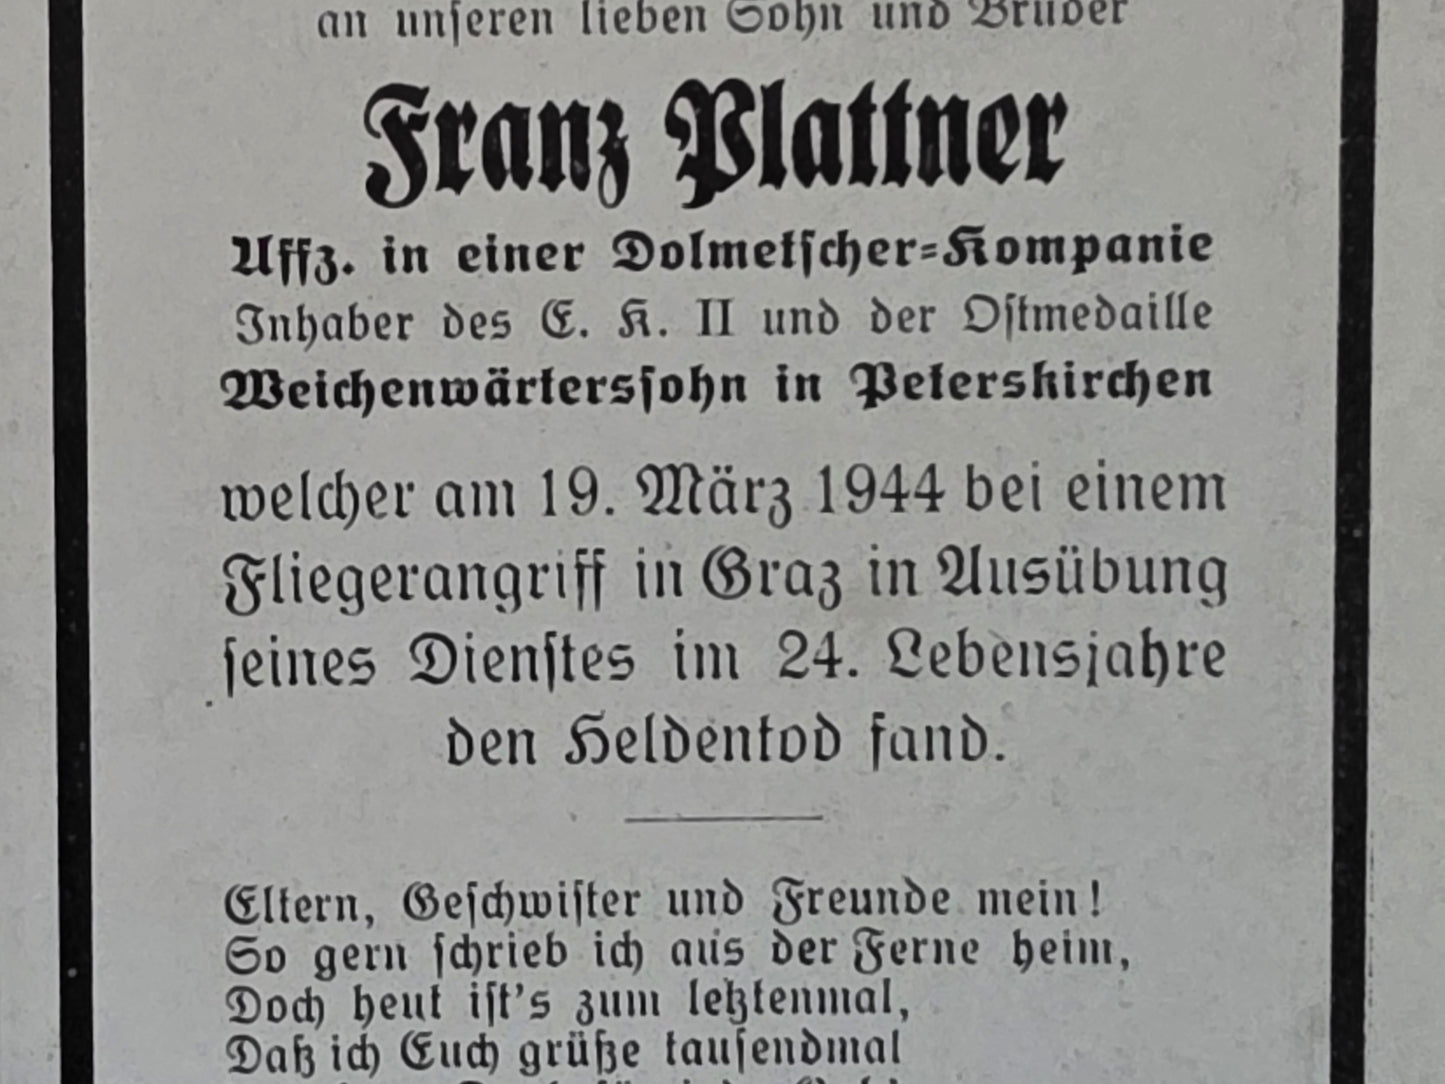 an unseren lieben Sohn und Bruder
Franz Plattner
Uffz. in einer Dolmetscher-Kompanie
Inhaber des E. K. II und der Ostmedaille
Weichenwärterssohn in Peterskirchen
welcher am 19. März 1944 bei einem
Fliegerangriff in Graz in Ausübung
seines Dienstes im 24. Lebensjahre
den Heldentod fand.
Eltern, Geschwister und Freunde mein!
So gern schrieb ich aus der Ferne heim,
Doch heut ist's zum letztenmal,
Daß ich Euch grüße tausendmal